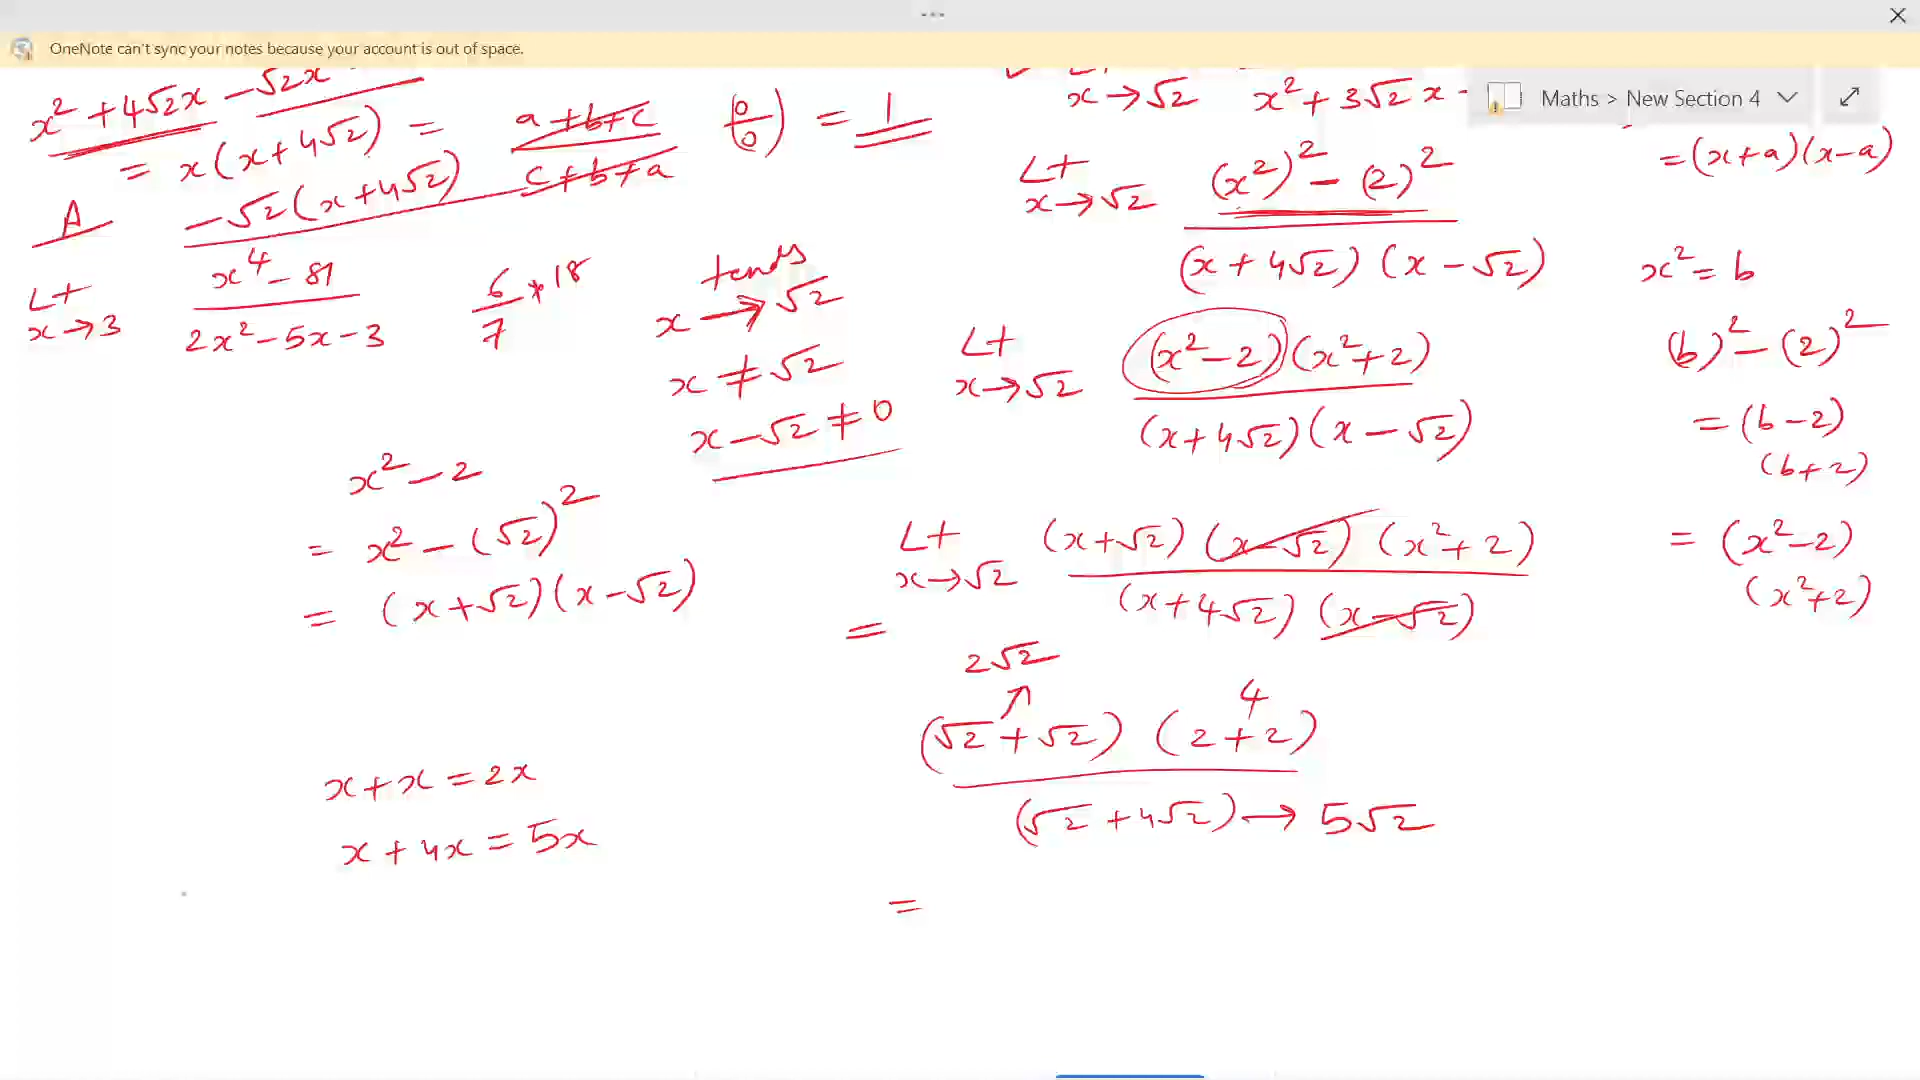 OneNote can't sync your notes because your account is out of space.
Maths > New Section 4
x² + 4√2x - √2x
= x(x+4√2)
-√2(x+4√2)
= a+b+c / c+b+a (0/0) = 1
A
Lt x→3 x⁴ - 81 / 2x² - 5x - 3
6/7 * 18
tends
x → √2
x ≠ √2
x - √2 ≠ 0
x² - 2
= x² - (√2)²
= (x+√2)(x-√2)
x + x = 2x
x + 4x = 5x
x→√2 x² + 3√2 x -
Lt x→√2 (x²)² - (2)² / (x + 4√2) (x - √2)
Lt x→√2 (x²-2)(x²+2) / (x+4√2)(x-√2)
Lt x→√2 (x+√2) (x-√2) (x²+2) / (x+4√2) (x-√2)
=
2√2
4
(√2 + √2) (2+2)
(√2 + 4√2) → 5√2
=
= (x+a)(x-a)
x² = b
(b)² - (2)²
= (b-2)
(b+2)
= (x²-2)
(x²+2)